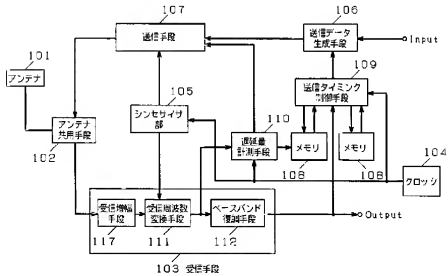 107
106
送信手段
送信データ
生成手段
Input
101
アンテナ
109
送信タイミング
制御手段
105
シンセサイザ
部
110
遅延量
計測手段
メモリ
メモリ
108
108
アンテナ
共用手段
102
104
クロック
受信増幅
手段
受信周波数
変換手段
ベースバンド
復調手段
Output
117
111
112
103 受信手段